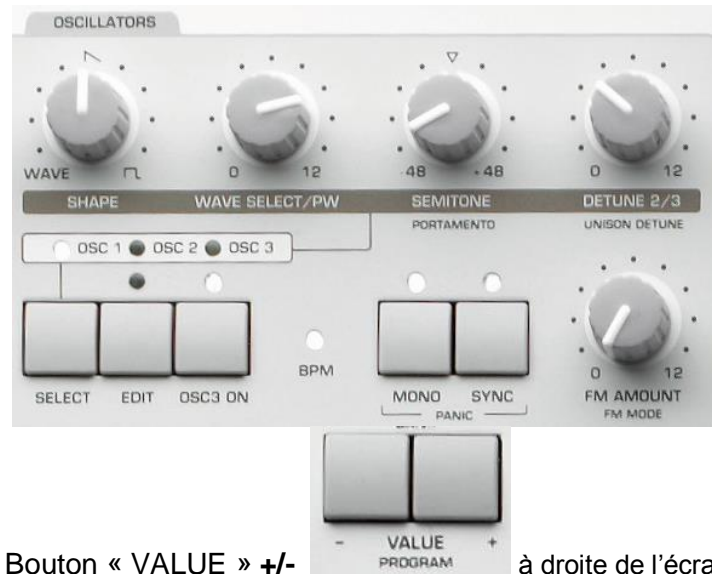 OSCILLATORS
WAVE
0 12
-48 +48
0 12
SHAPE WAVE SELECT/PW SEMITONE DETUNE 2/3
PORTAMENTO UNISON DETUNE
OSC 1 OSC 2 OSC 3
BPM
0 12
SELECT EDIT OSC3 ON MONO SYNC FM AMOUNT
PANIC FM MODE
- VALUE +
PROGRAM
Bouton « VALUE » +/- à droite de l'écra